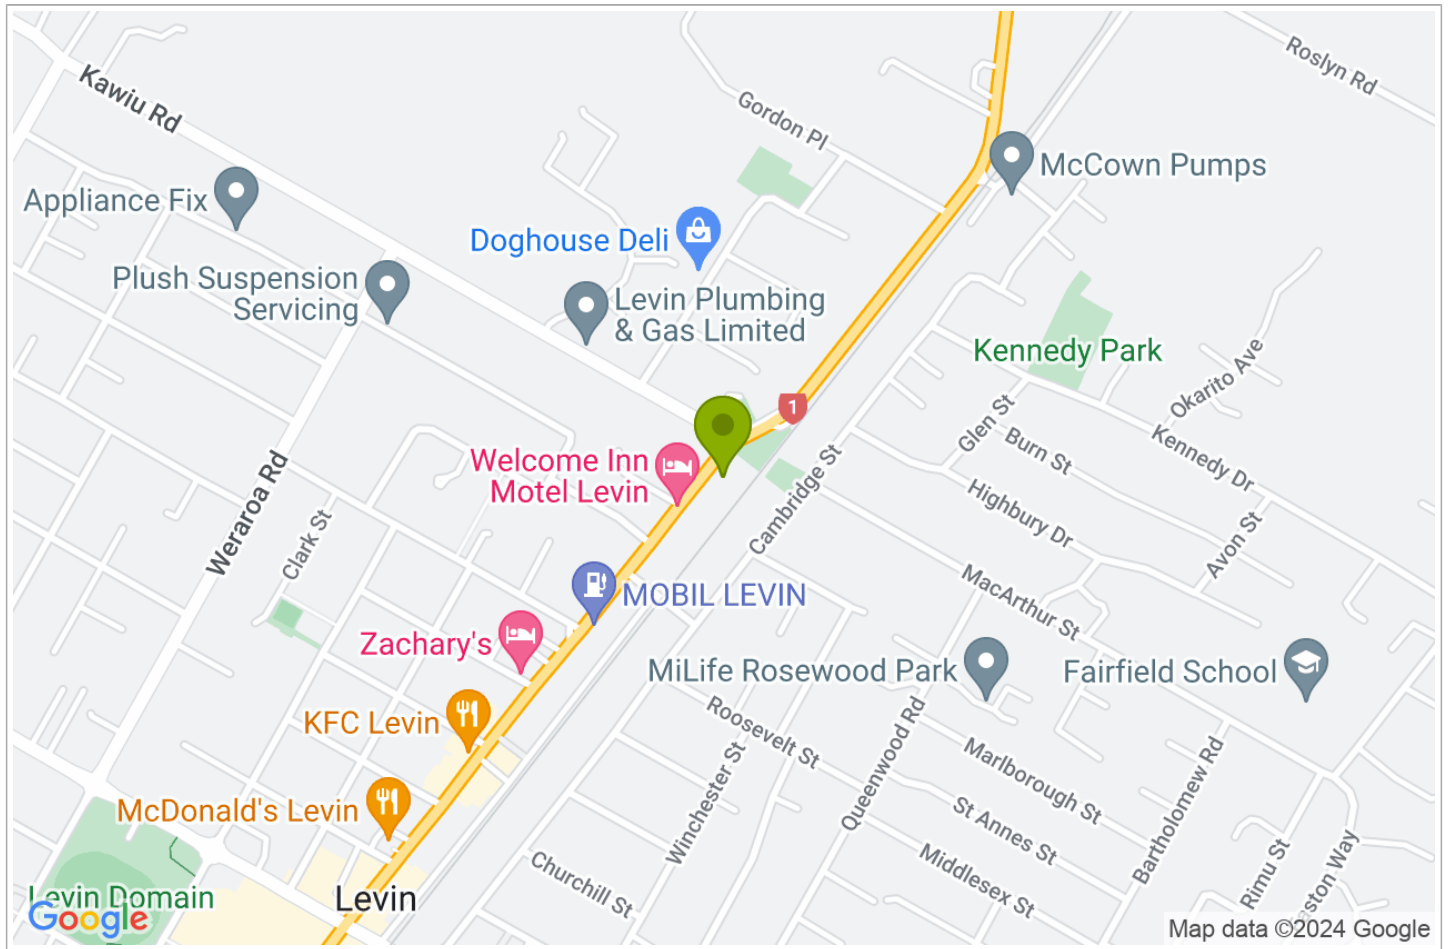 Roslyn Rd
Kawiu Rd
Gordon Pl
McCown Pumps
Appliance Fix
Doghouse Deli
Plush Suspension
Servicing
Levin Plumbing
& Gas Limited
Kennedy Park
Okarito Ave
1
Glen St
Burn St
Kennedy Dr
Welcome Inn
Motel Levin
Weraroa Rd
Clark St
Cambridge St
Highbury Dr
Avon St
MOBIL LEVIN
MacArthur St
Zachary's
MiLife Rosewood Park
Fairfield School
KFC Levin
Roosevelt St
Winchester St
Queenwood Rd
Marlborough St
Bartholomew Rd
McDonald's Levin
St Annes St
Middlesex St
Churchill St
Rimu St
aston Way
Levin Domain
Levin
Google
Map data ©2024 Google